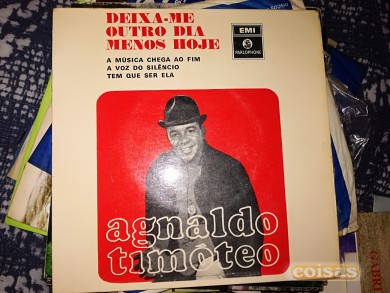 DEIXA-ME
OUTRO DIA
MENOS HOJE
A MÚSICA CHEGA AO FIM
A VOZ DO SILÊNCIO
TEM QUE SER ELA
EMI
PARLOPHONE
agnaldo
timóteo
coisas